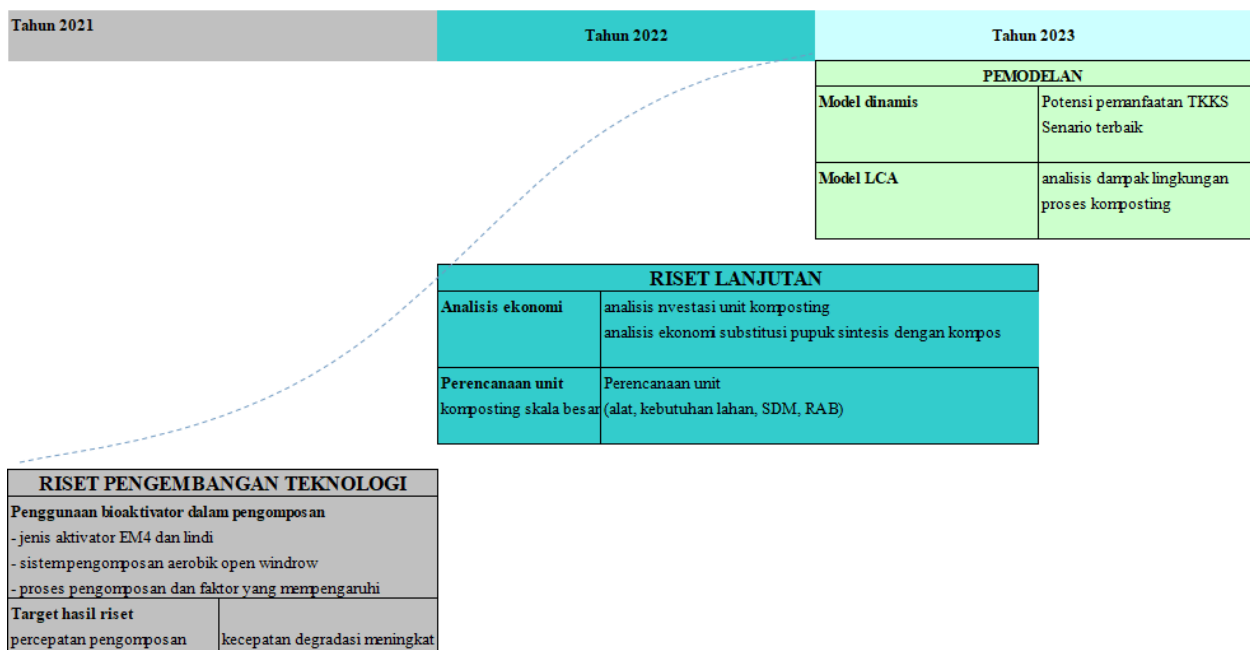 Tahun 2021
Tahun 2022
Tahun 2023
PEMODELAN
Model dinamis
Potensi pemanfaatan TKKS
Senario terbaik
Model LCA
analisis dampak lingkungan
proses komposting
RISET LANJUTAN
Analisis ekonomi
analisis nvestasi unit komposting
analisis ekonomi substitusi pupuk sintesis dengan kompos
Perencanaan unit
komposting skala besar
Perencanaan unit
(alat, kebutuhan lahan, SDM, RAB)
RISET PENGEMBANGAN TEKNOLOGI
Penggunaan bioaktivator dalam pengomposan
- jenis aktivator EM4 dan lindi
- sistempengomposan aerobik open windrow
- proses pengomposan dan faktor yang mempengaruhi
Target hasil riset
percepatan pengomposan
kecepatan degradasi meningkat